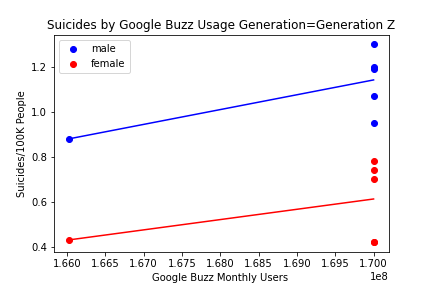 Suicides by Google Buzz Usage Generation=Generation Z
male
female
Suicides/100K People
1.2
1.0
0.8
0.6
0.4
1.660 1.665 1.670 1.675 1.680 1.685 1.690 1.695 1.700
1e8
Google Buzz Monthly Users